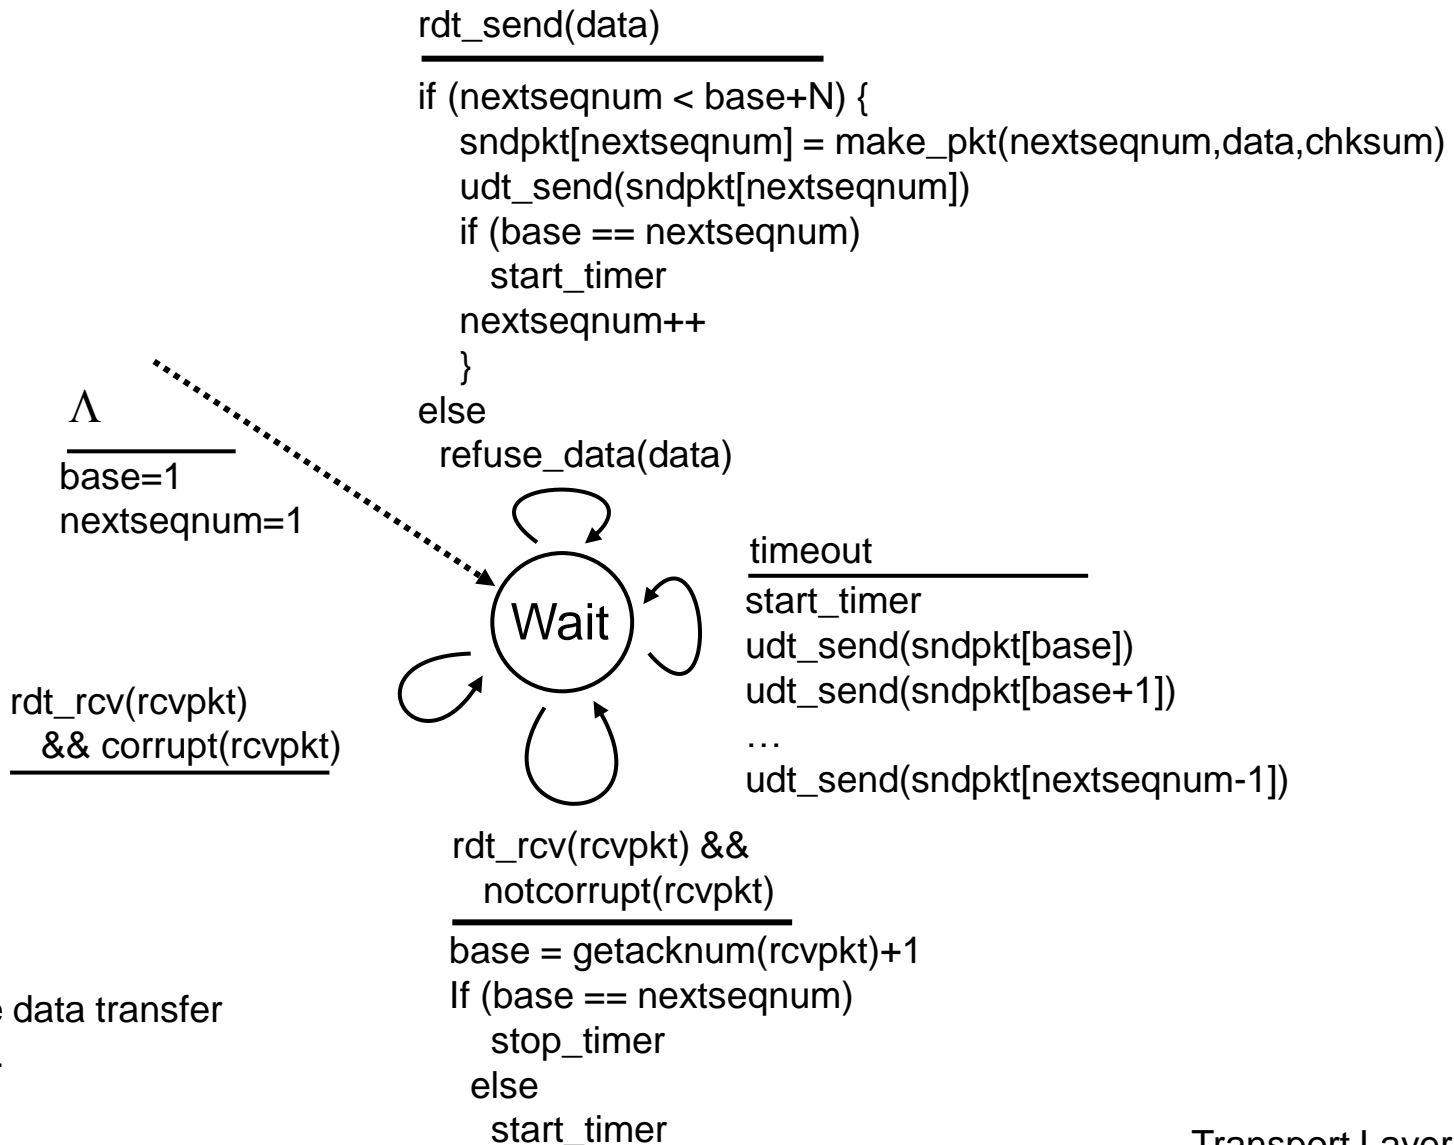 rdt_send(data)
if (nextseqnum < base+N) {
sndpkt[nextseqnum] = make_pkt(nextseqnum,data,chksum)
udt_send(sndpkt[nextseqnum])
if (base == nextseqnum)
start_timer
nextseqnum++
}
else
refuse_data(data)
Λ
base=1
nextseqnum=1
Wait
timeout
start_timer
udt_send(sndpkt[base])
udt_send(sndpkt[base+1])
…
udt_send(sndpkt[nextseqnum-1])
rdt_rcv(rcvpkt)
&& corrupt(rcvpkt)
rdt_rcv(rcvpkt) &&
notcorrupt(rcvpkt)
base = getacknum(rcvpkt)+1
If (base == nextseqnum)
stop_timer
else
start_timer
data transfer
Transport Layer